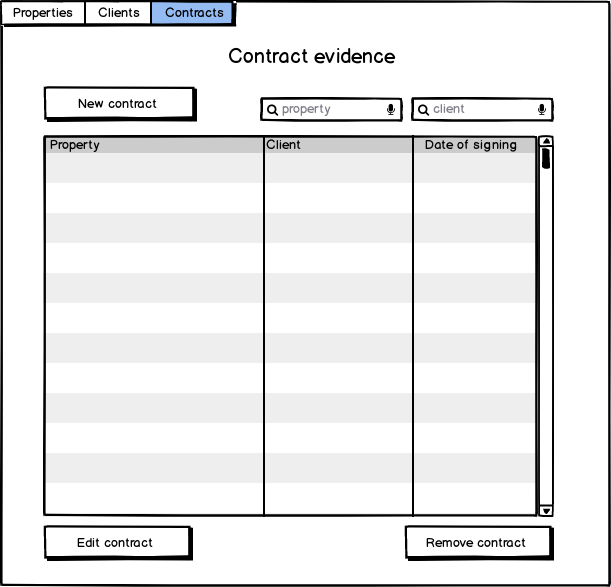 Properties Clients Contracts
Contract evidence
New contract
property client
Property Client Date of signing
Edit contract Remove contract